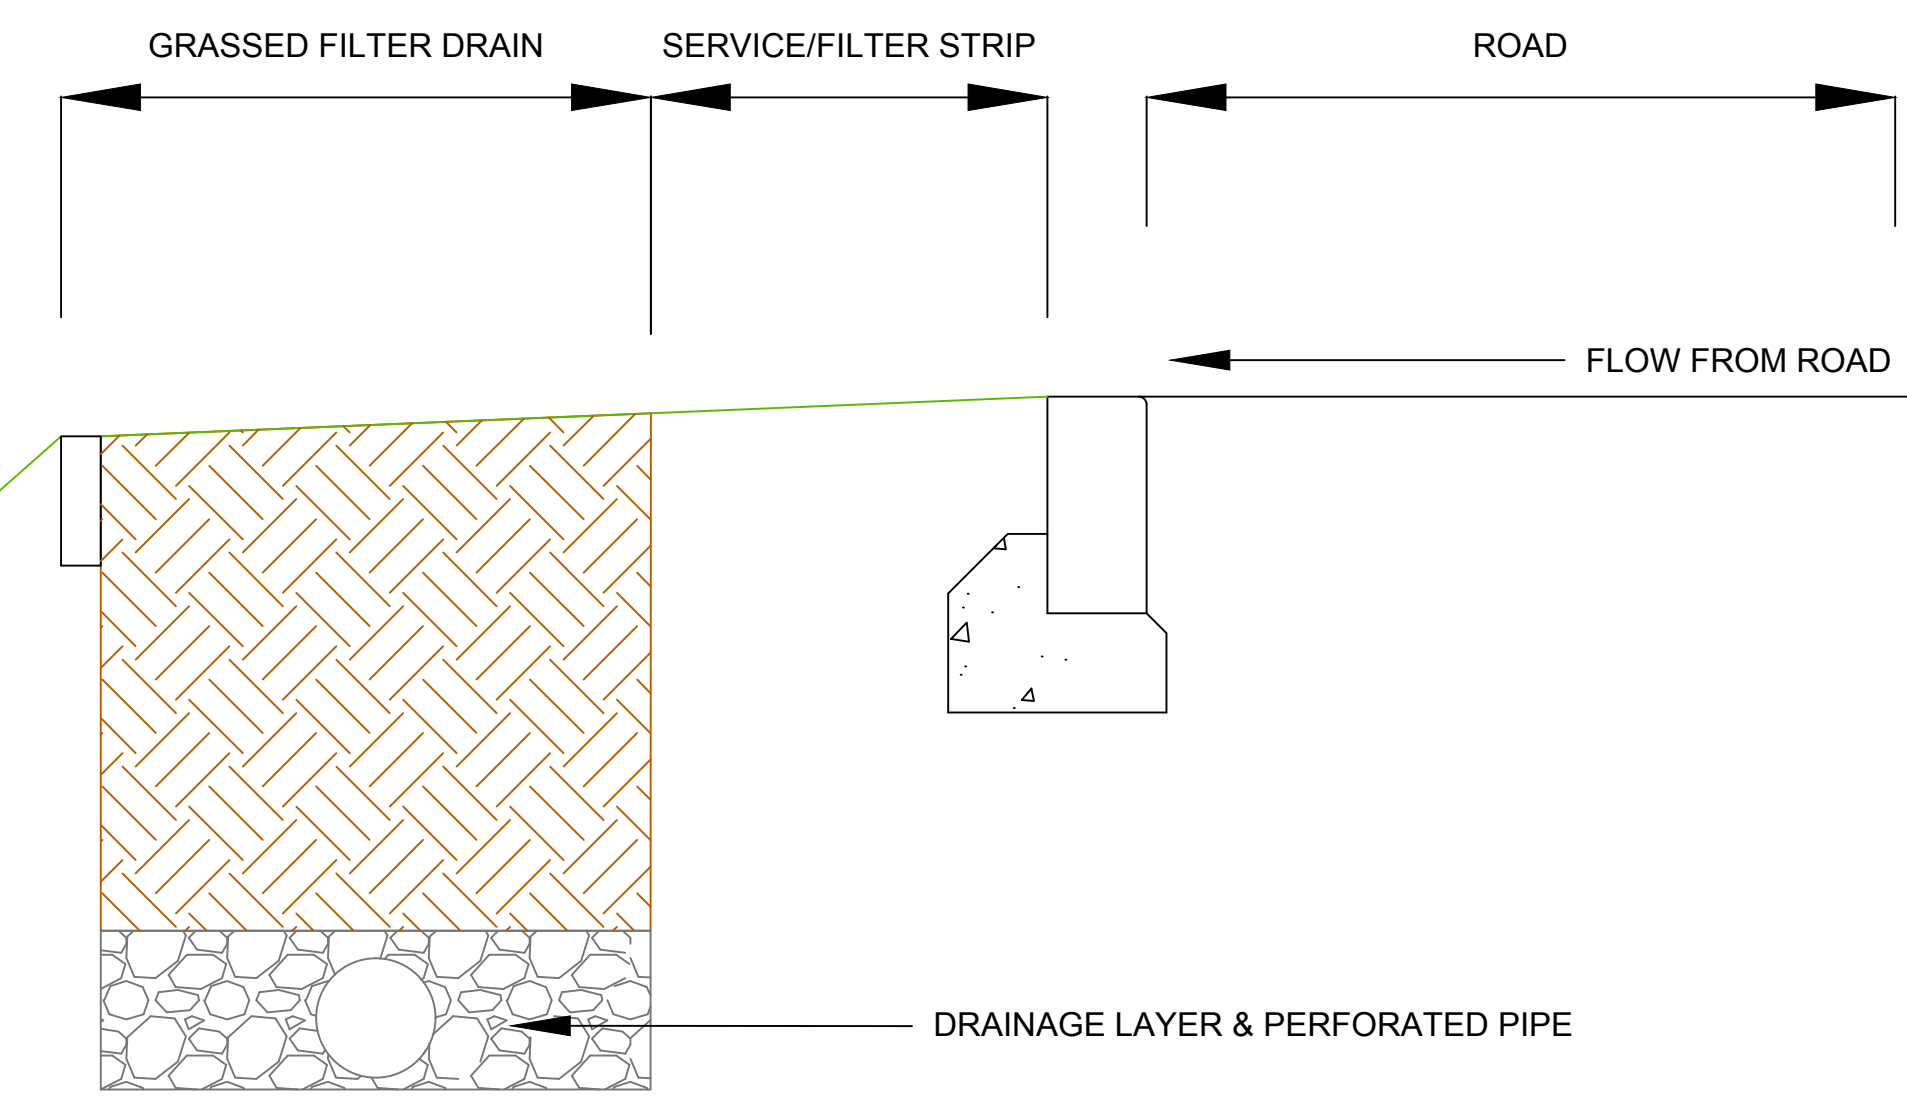 GRASSED FILTER DRAIN
SERVICE/FILTER STRIP
ROAD
FLOW FROM ROAD
DRAINAGE LAYER & PERFORATED PIPE